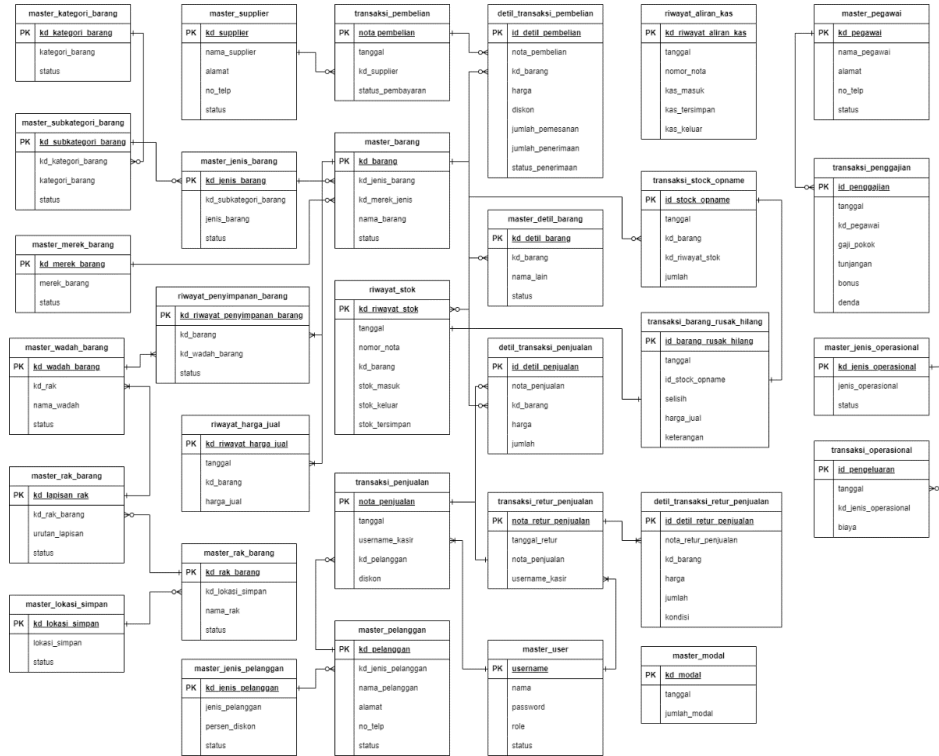 master_kategori_barang
PK kd_kategori_barang
kategori_barang
status
master_supplier
PK kd_supplier
nama_supplier
alamat
no_telp
status
transaksi_pembelian
PK nota pembelian
tanggal
kd_supplier
status_pembayaran
detil_transaksi_pembelian
PK id_detil_pembelian
nota_pembelian
kd_barang
harga
diskon
jumlah_pemesanan
jumlah_penerimaan
status_penerimaan
riwayat_aliran_kas
PK kd_riwayat_aliran_kas
tanggal
nomor_nota
kas_masuk
kas_tersimpan
kas_keluar
master_pegawai
PK kd_pegawai
nama_pegawai
alamat
no_telp
status
master_subkategori_barang
PK kd_subkategori_barang
kd_kategori_barang
kategori_barang
status
master_jenis_barang
PK kd_jenis_barang
kd_subkategori_barang
jenis_barang
status
master_barang
PK kd_barang
kd_jenis_barang
kd_merek_jenis
nama_barang
status
transaksi_stock_opname
PK id_stock_opname
tanggal
kd_barang
kd_riwayat_stok
jumlah
transaksi_penggajian
PK id_penggajian
tanggal
kd_pegawai
gaji_pokok
tunjangan
bonus
denda
master_merek_barang
PK kd_merek_barang
merek_barang
status
master_detil_barang
PK kd_detil_barang
kd_barang
nama_lain
status
riwayat_penyimpanan_barang
PK kd_riwayat_penyimpanan_barang
kd_barang
kd_wadah_barang
status
riwayat_stok
PK kd_riwayat_stok
tanggal
nomor_nota
kd_barang
stok_masuk
stok_keluar
stok_tersimpan
transaksi_barang_rusak_hilang
PK id_barang_rusak_hilang
tanggal
id_stock_opname
selisih
harga_jual
keterangan
master_wadah_barang
PK kd_wadah_barang
kd_rak
nama_wadah
status
detil_transaksi_penjualan
PK id_detil_penjualan
nota_penjualan
kd_barang
harga
jumlah
master_jenis_operasional
PK kd_jenis_operasional
jenis_operasional
status
riwayat_harga_jual
PK kd_riwayat_harga_jual
tanggal
kd_barang
harga_jual
transaksi_operasional
PK id_pengeluaran
tanggal
kd_jenis_operasional
biaya
master_rak_barang
PK kd_lapisan_rak
kd_rak_barang
urutan_lapisan
status
transaksi_penjualan
PK nota_penjualan
tanggal
username_kasir
kd_pelanggan
diskon
transaksi_retur_penjualan
PK nota_retur_penjualan
tanggal_retur
nota_penjualan
username_kasir
detil_transaksi_retur_penjualan
PK id_detil_retur_penjualan
nota_retur_penjualan
kd_barang
harga
jumlah
kondisi
master_rak_barang
PK kd_rak_barang
kd_lokasi_simpan
nama_rak
status
master_lokasi_simpan
PK kd_lokasi_simpan
lokasi_simpan
status
master_pelanggan
PK kd_pelanggan
kd_jenis_pelanggan
nama_pelanggan
alamat
no_telp
status
master_user
PK username
nama
password
role
status
master_modal
PK kd_modal
tanggal
jumlah_modal
master_jenis_pelanggan
PK kd_jenis_pelanggan
jenis_pelanggan
persen_diskon
status